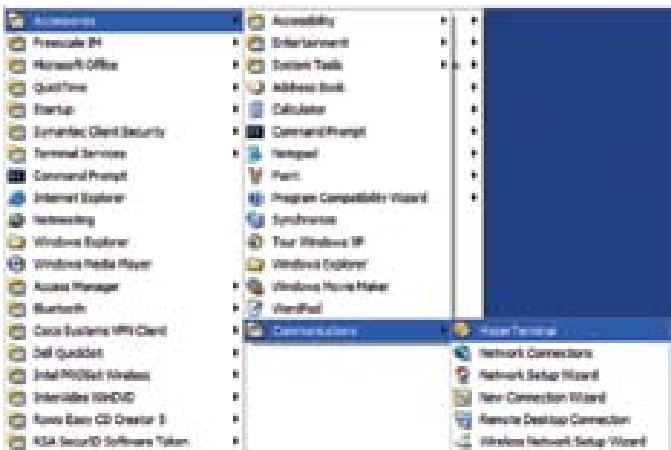 Accessories
Freescale IM
Microsoft Office
QuickTime
Startup
Symantec Client Security
Terminal Services
Command Prompt
Internet Explorer
NetMeeting
Windows Explorer
Windows Media Player
Access Manager
Bluetooth
Cisco Systems VPN Client
Dell QuickSet
Intel PROSet Wireless
InterVideo WinDVD
Roxio Easy CD Creator 5
RSA SecurID Software Token
Accessibility
Entertainment
System Tools
Address Book
Calculator
Command Prompt
Notepad
Paint
Program Compatibility Wizard
Synchronize
Tour Windows XP
Windows Explorer
Windows Movie Maker
WordPad
Communications
HyperTerminal
Network Connections
Network Setup Wizard
New Connection Wizard
Remote Desktop Connection
Wireless Network Setup Wizard